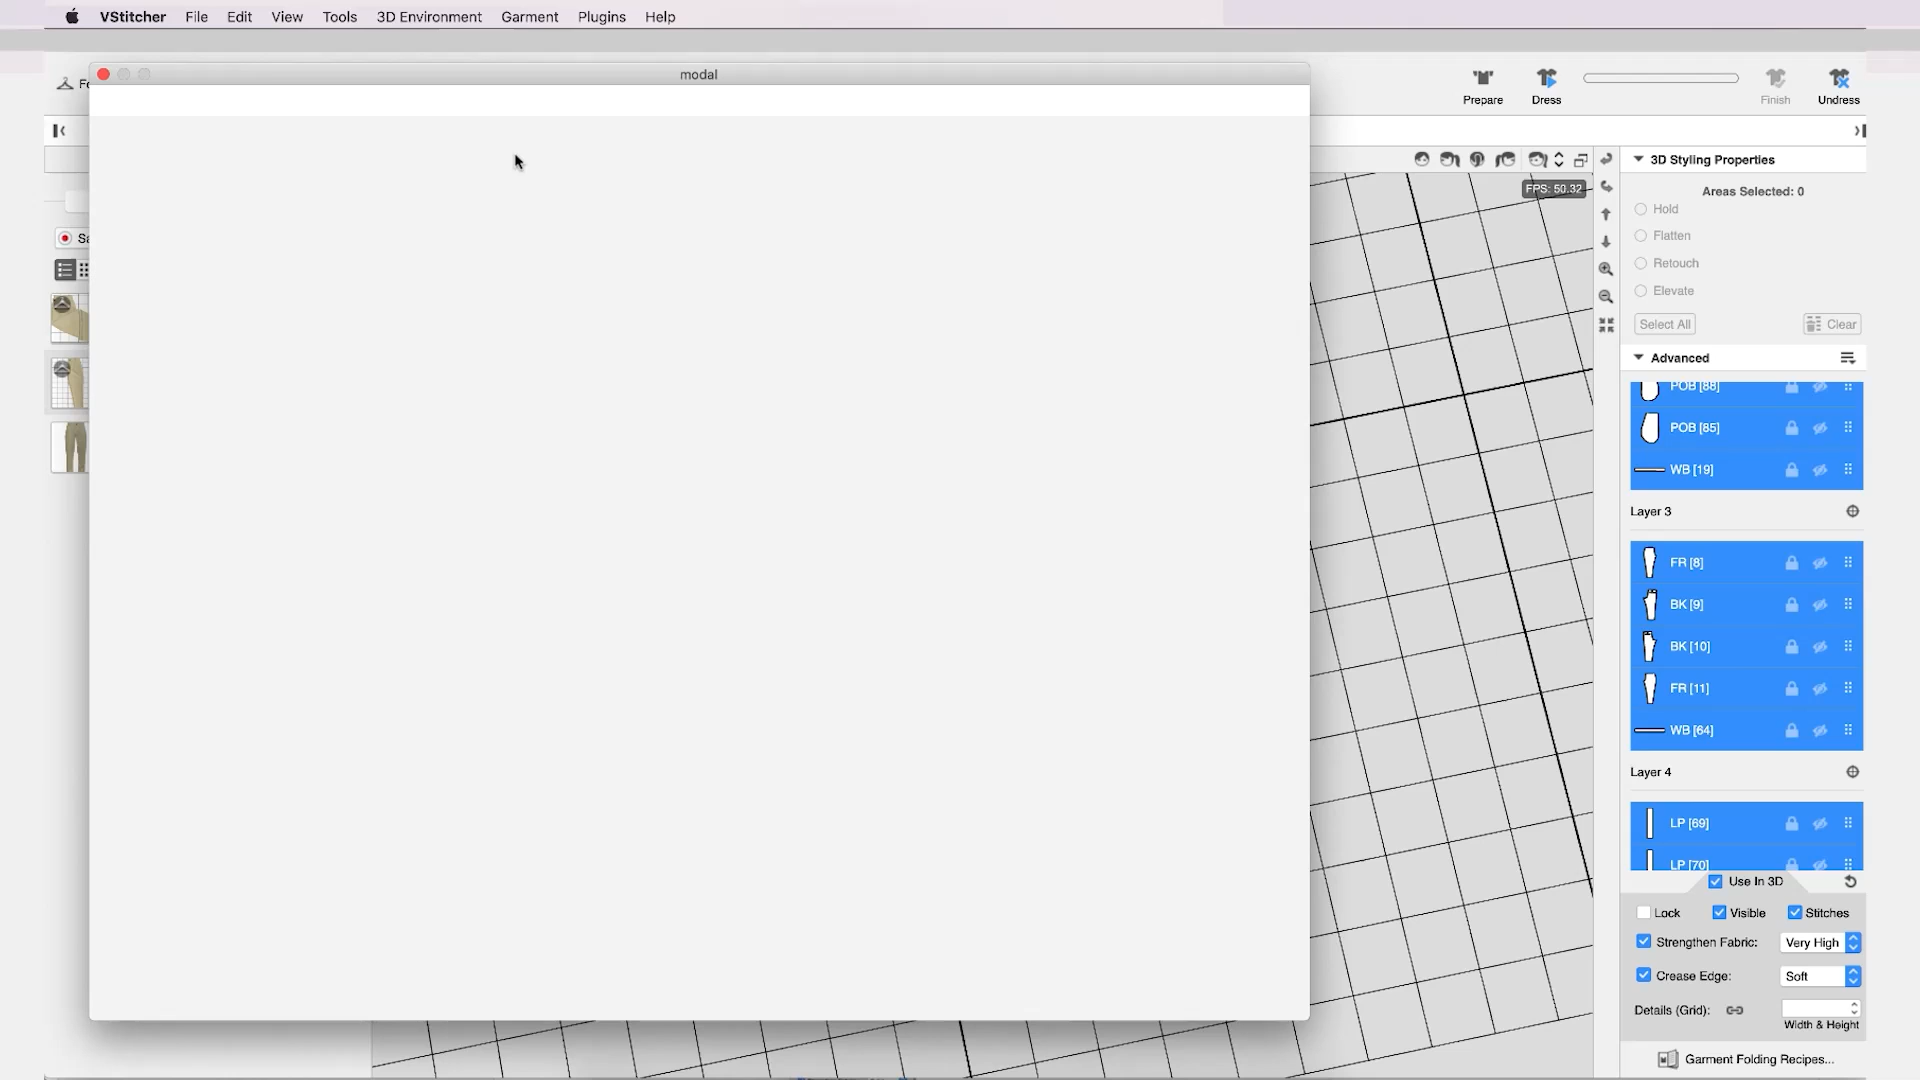 VStitcher File Edit View Tools 3D Environment Garment Plugins Help
modal
Prepare Dress Finish Undress
FPS: 50.32
3D Styling Properties
Areas Selected: 0
Hold
Flatten
Retouch
Elevate
Select All Clear
Advanced
POB [88]
POB [85]
WB [19]
Layer 3
FR [8]
BK [9]
BK [10]
FR [11]
WB [64]
Layer 4
LP [69]
LP [70]
Use In 3D
Lock Visible Stitches
Strengthen Fabric: Very High
Crease Edge: Soft
Details (Grid):
Width & Height
Garment Folding Recipes...